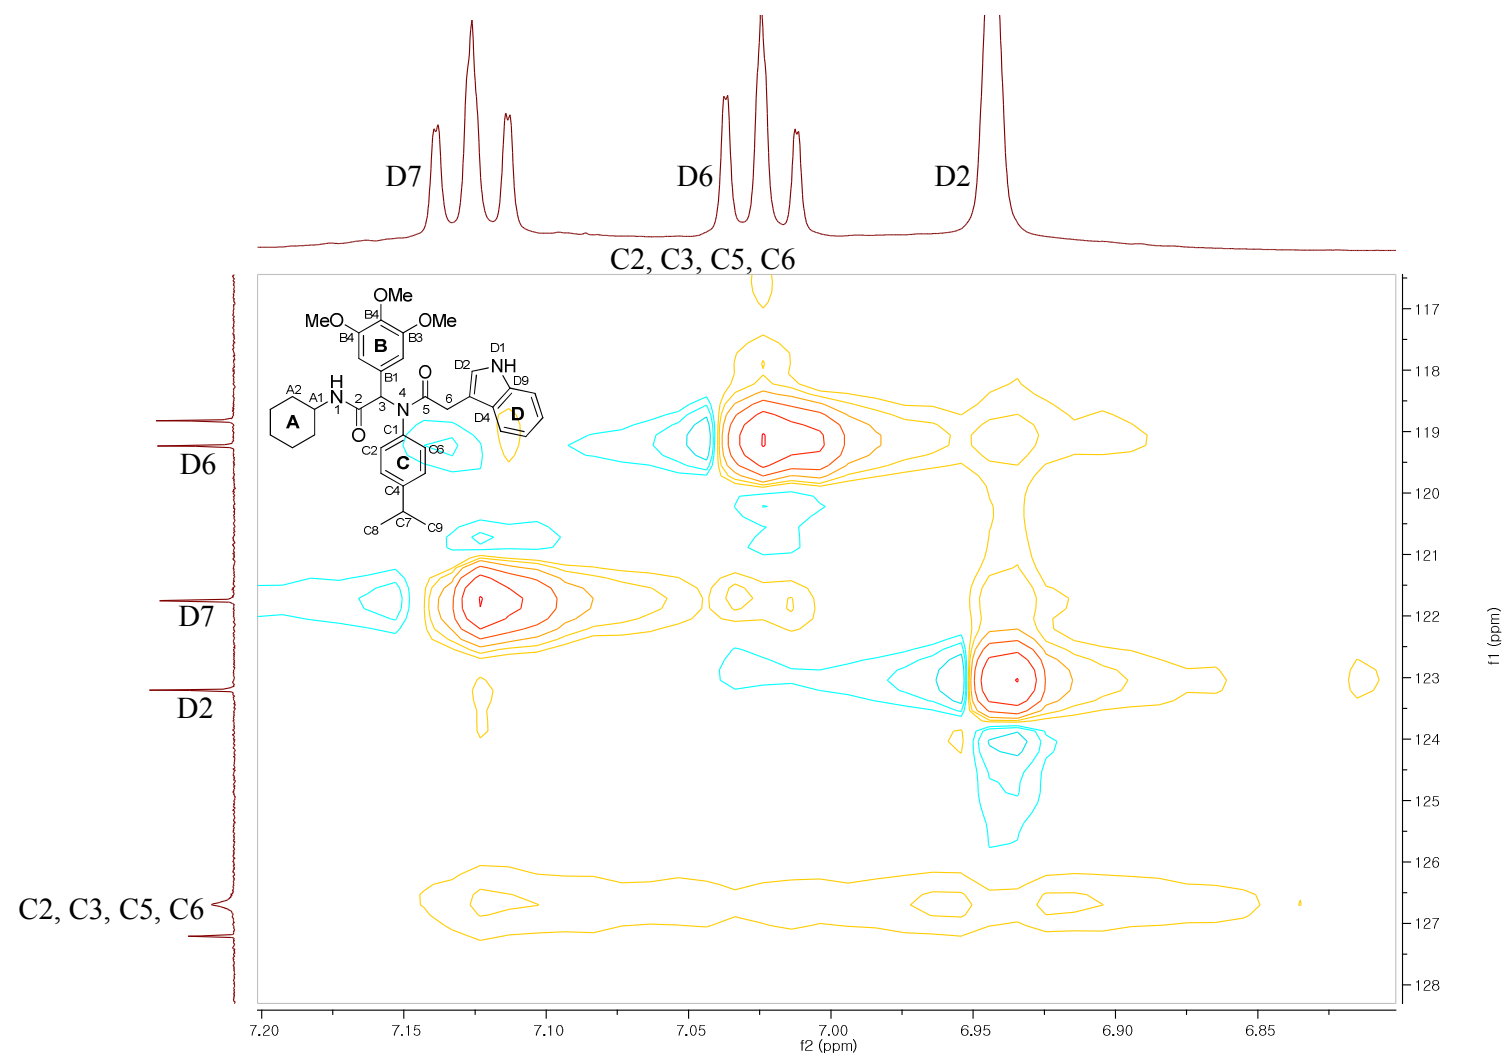 D7
D6
D2
C2, C3, C5, C6
OMe
MeO
B4
OMe
B4
B3
B
D1
NH
D2
B1
H
N
O
4
D9
A2
A1
1
2
3
N
5
6
D4
D
A
O
C1
C2
C6
C
C4
C8
C7
C9
D6
D7
D2
C2, C3, C5, C6
117
118
119
120
121
122
123
124
125
126
127
128
f1 (ppm)
7.20
7.15
7.10
7.05
7.00
6.95
6.90
6.85
f2 (ppm)